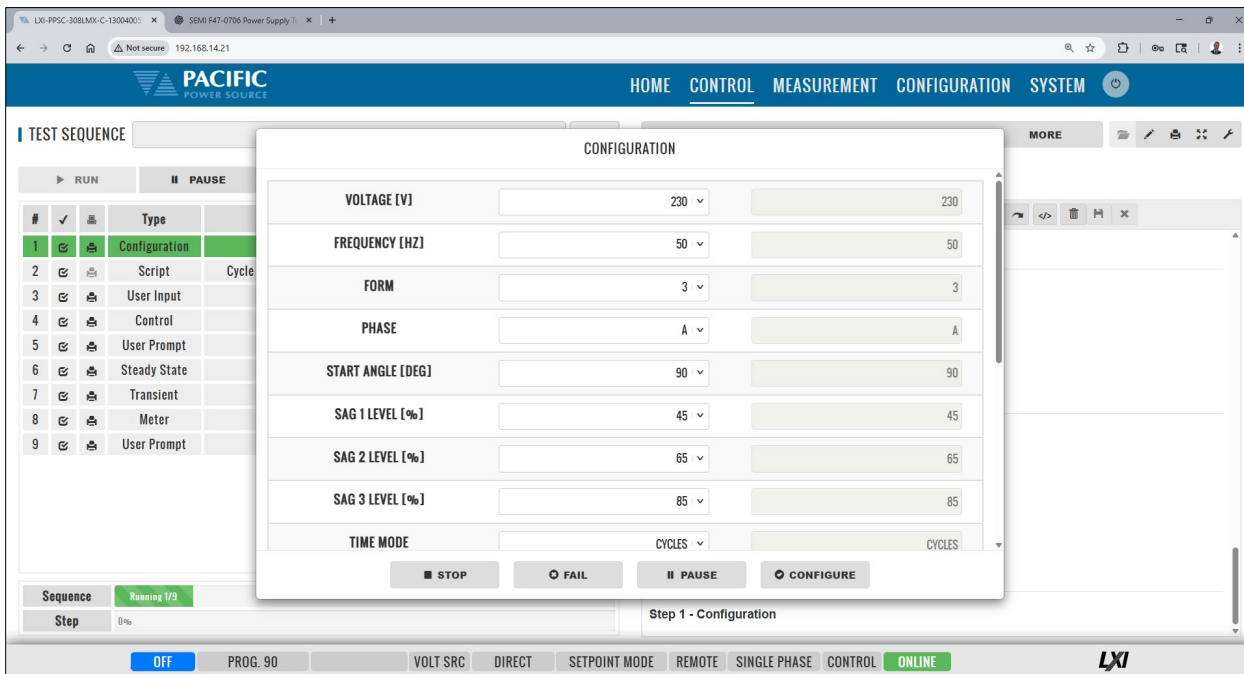 LXI-PPSC-308LMX-C-13004005
SEMI F47-0706 Power Supply Te
Not secure 192.168.14.21
PACIFIC
POWER SOURCE
HOME CONTROL MEASUREMENT CONFIGURATION SYSTEM
TEST SEQUENCE
MORE
RUN PAUSE
# Type
1 Configuration
2 Script Cycle
3 User Input
4 Control
5 User Prompt
6 Steady State
7 Transient
8 Meter
9 User Prompt
CONFIGURATION
VOLTAGE [V] 230 230
FREQUENCY [HZ] 50 50
FORM 3 3
PHASE A A
START ANGLE [DEG] 90 90
SAG 1 LEVEL [%] 45 45
SAG 2 LEVEL [%] 65 65
SAG 3 LEVEL [%] 85 85
TIME MODE CYCLES CYCLES
STOP FAIL PAUSE CONFIGURE
Sequence Running 1/9
Step 0%
Step 1 - Configuration
OFF PROG. 90 VOLT SRC DIRECT SETPOINT MODE REMOTE SINGLE PHASE CONTROL ONLINE LXI